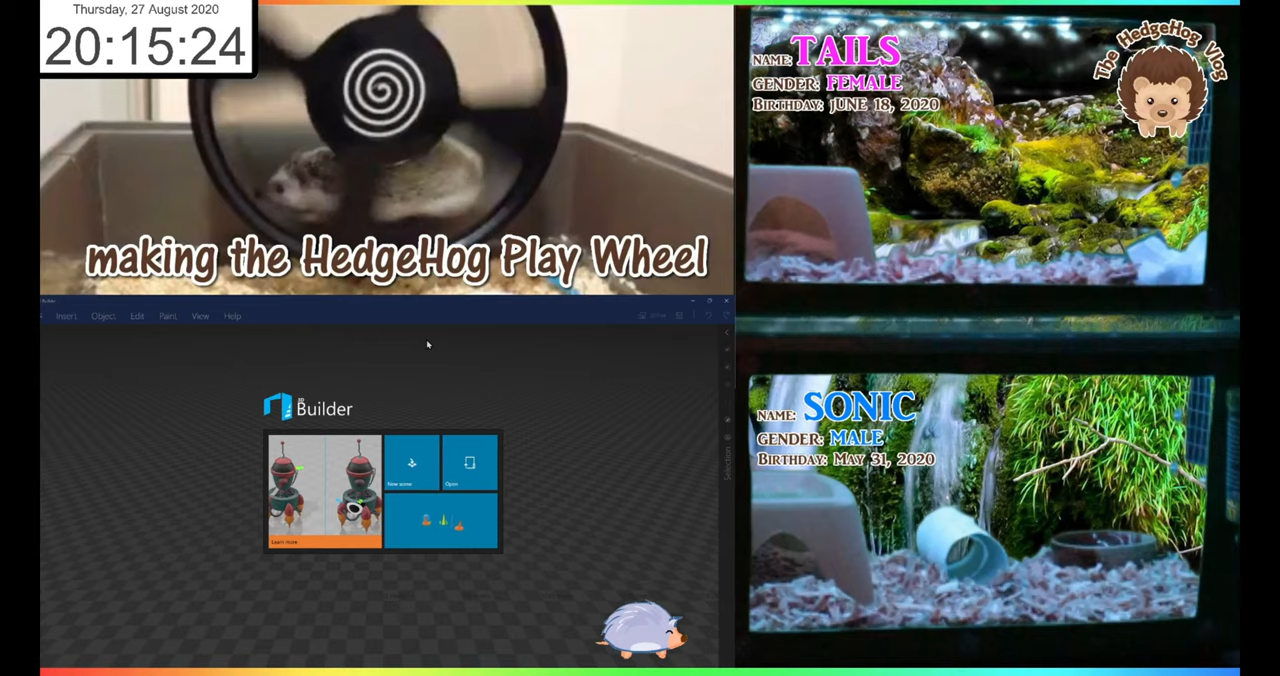 Thursday, 27 August 2020
20:15:24
making the HedgeHog Play Wheel
Insert Object Edit Paint View Help
3D
Builder
New scene
Open
Learn more
Selection
NAME: TAILS
GENDER: FEMALE
BIRTHDAY: JUNE 18, 2020
The HedgeHog Vlog
NAME: SONIC
GENDER: MALE
BIRTHDAY: MAY 31, 2020